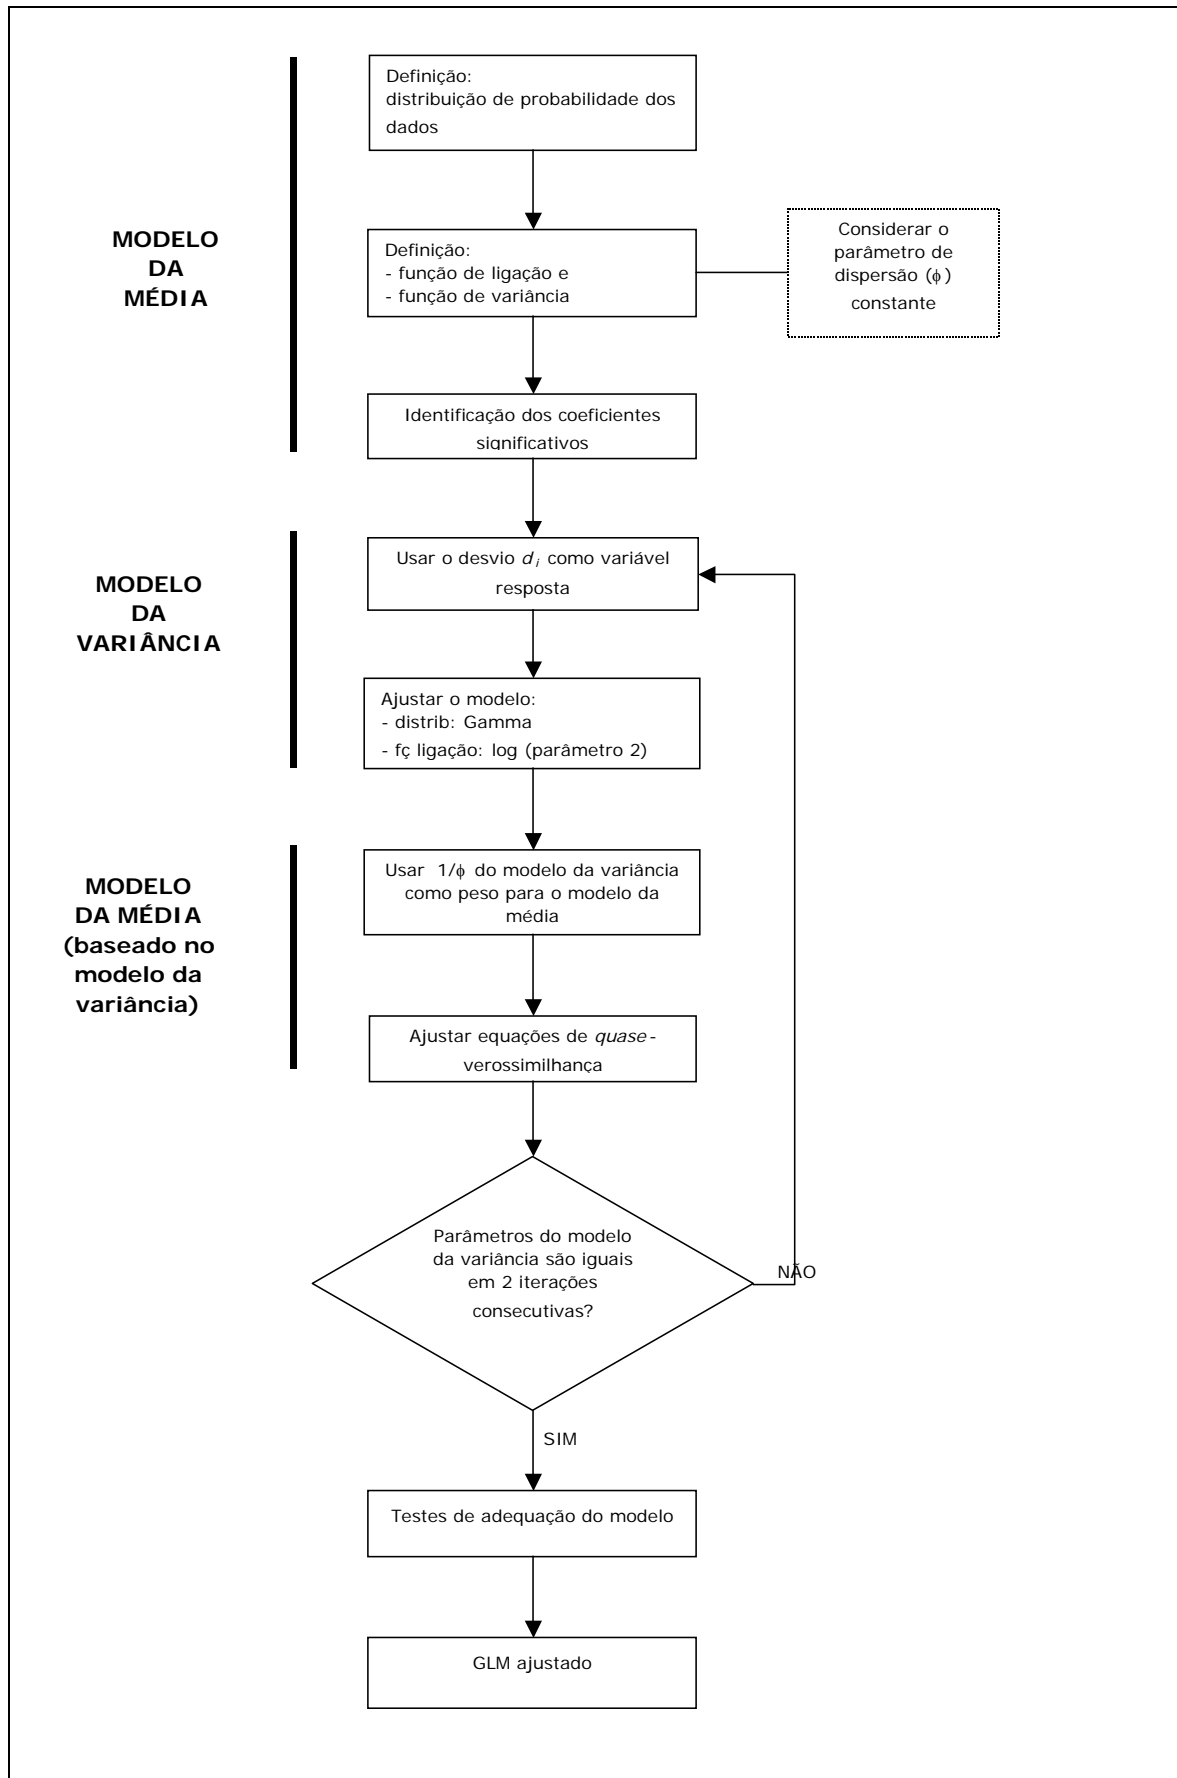 Definição:
distribuição de probabilidade dos
dados
MODELO
DA
MÉDIA
Definição:
- função de ligação e
- função de variância
Considerar o
parâmetro de
dispersão (ϕ)
constante
Identificação dos coeficientes
significativos
MODELO
DA
VARIÂNCIA
Usar o desvio d i como variável
resposta
Ajustar o modelo:
- distrib: Gamma
- fç ligação: log (parâmetro 2)
MODELO
DA MÉDIA
(baseado no
modelo da
variância)
Usar 1/ϕ do modelo da variância
como peso para o modelo da
média
Ajustar equações de quase-
verossimilhança
Parâmetros do modelo
da variância são iguais
em 2 iterações
consecutivas?
NÃO
SIM
Testes de adequação do modelo
GLM ajustado